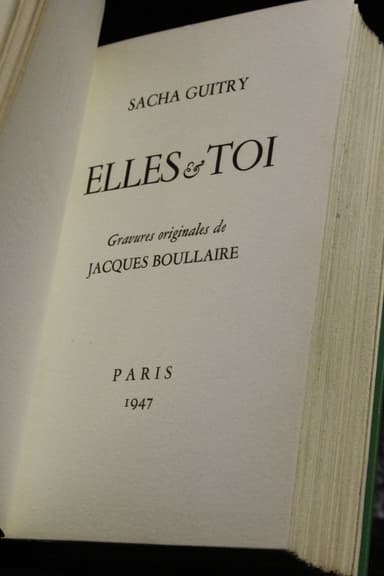 SACHA GUITRY
ELLES & TOI
Gravures originales de
JACQUES BOULLAIRE
PARIS
1947